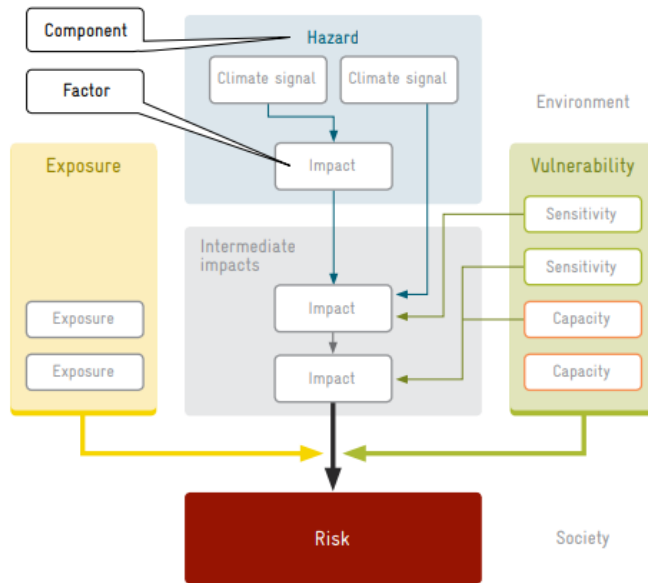 Component
Hazard
Climate signal
Climate signal
Factor
Environment
Exposure
Impact
Vulnerability
Sensitivity
Intermediate
impacts
Sensitivity
Impact
Exposure
Capacity
Impact
Exposure
Capacity
Risk
Society